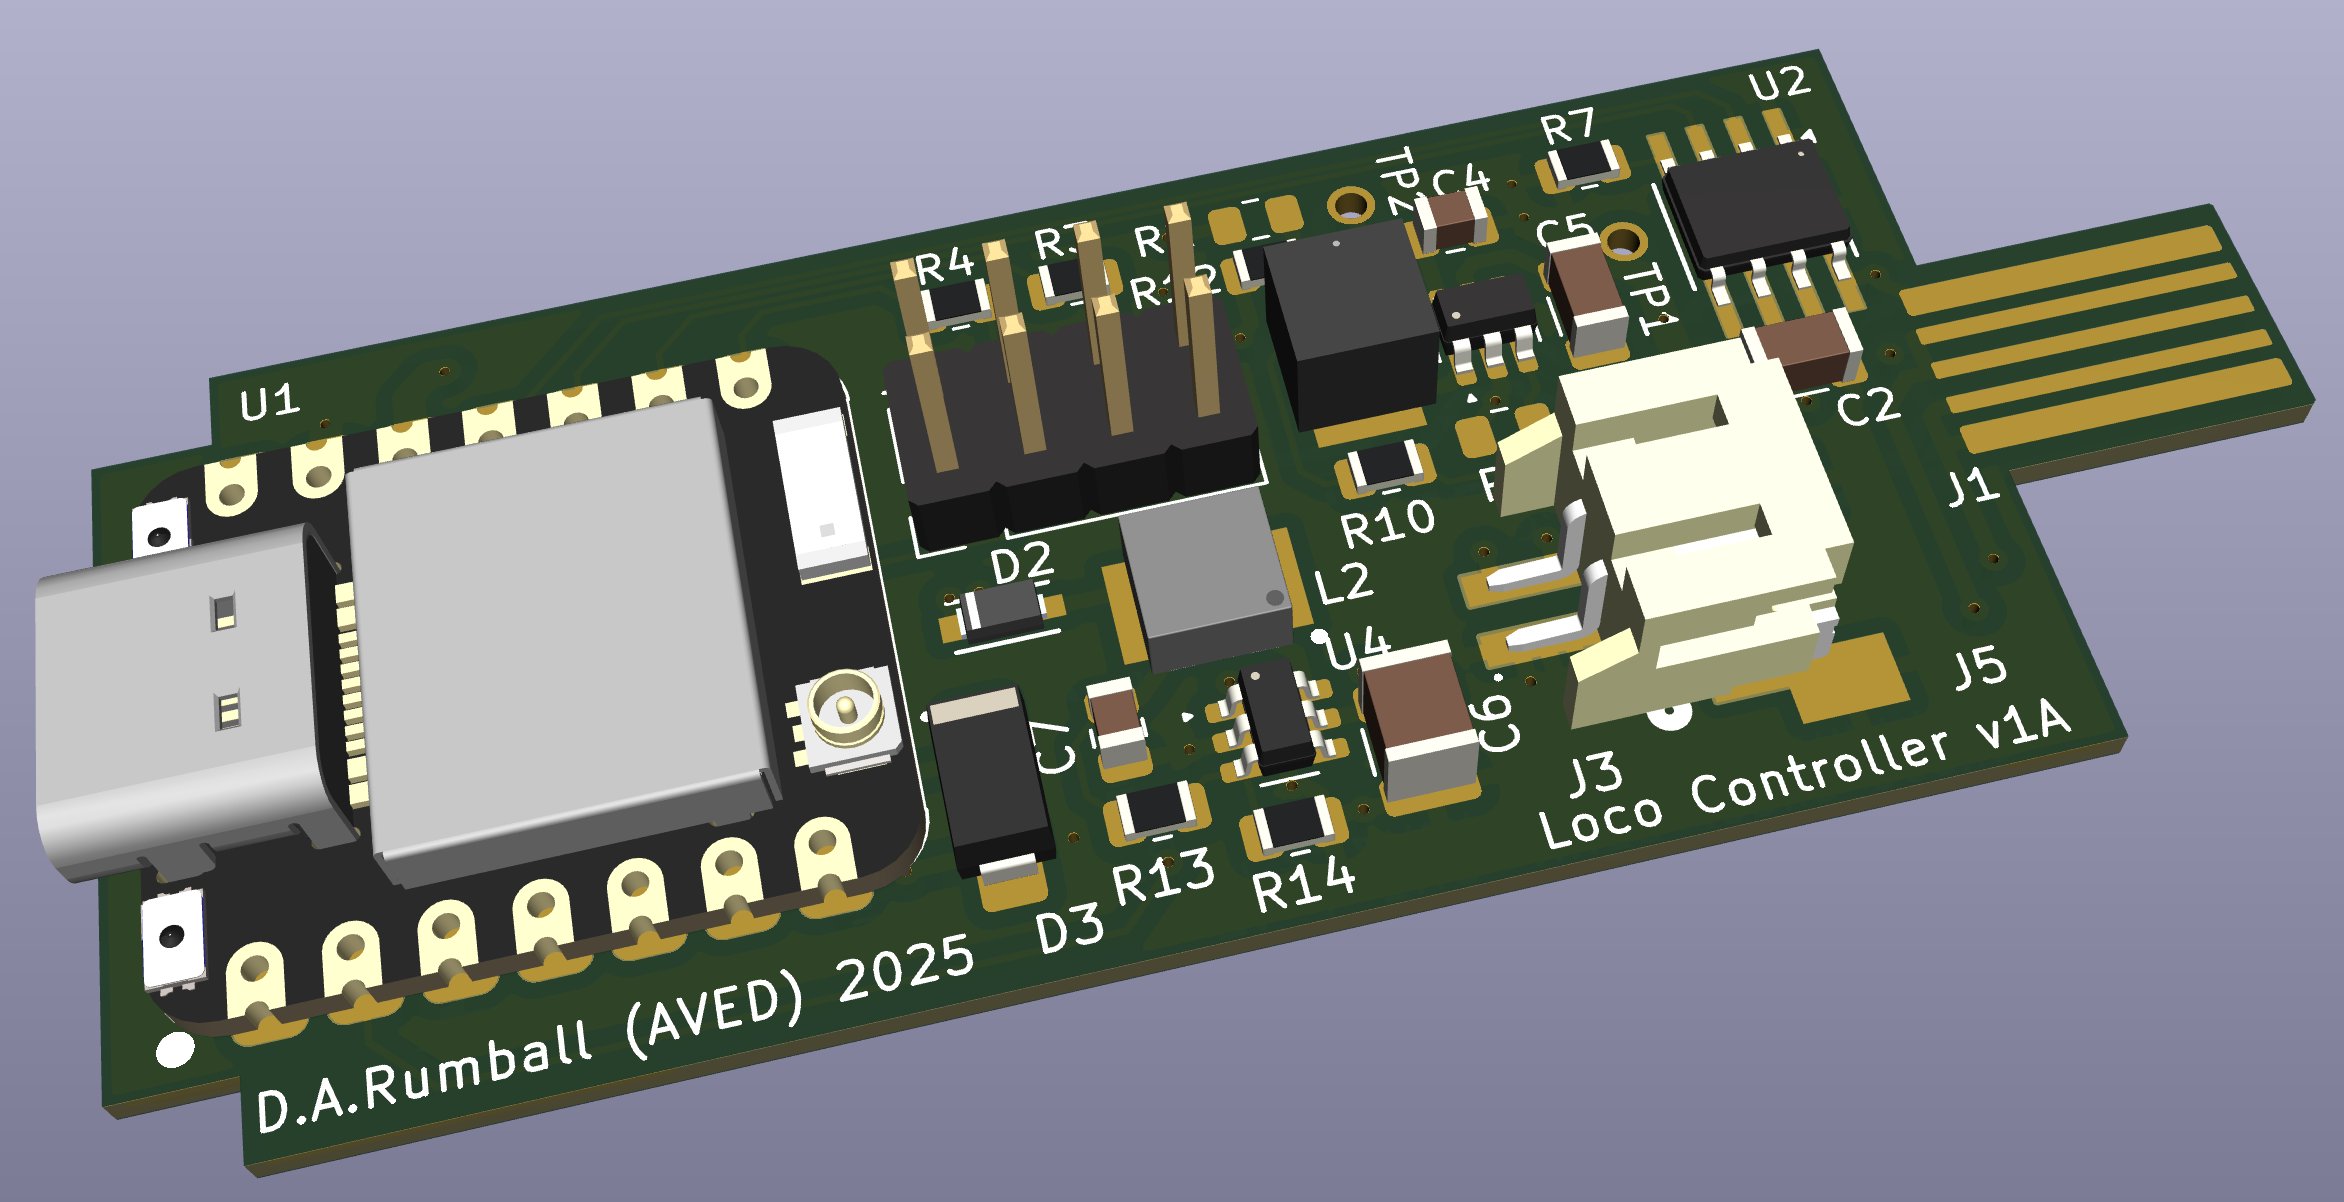 U2
R7
TP2
C4
C5
R4
TP1
U1
C2
J1
R10
D2
L2
U4
J5
C6
C7
J3
Loco Controller v1A
R13
R14
D3
D.A.Rumball (AVED) 2025